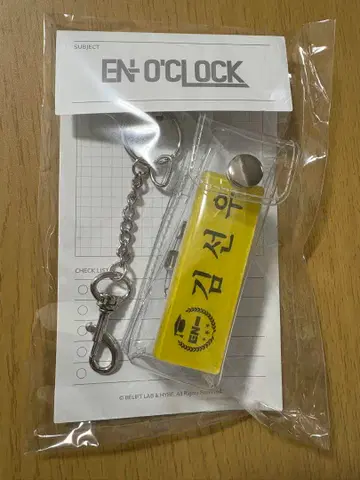 SUBJECT
EN- O'CLOCK
김선우
EN-
CHECK LIST
© BELIFT LAB & HYBE. All Rights Reserved.